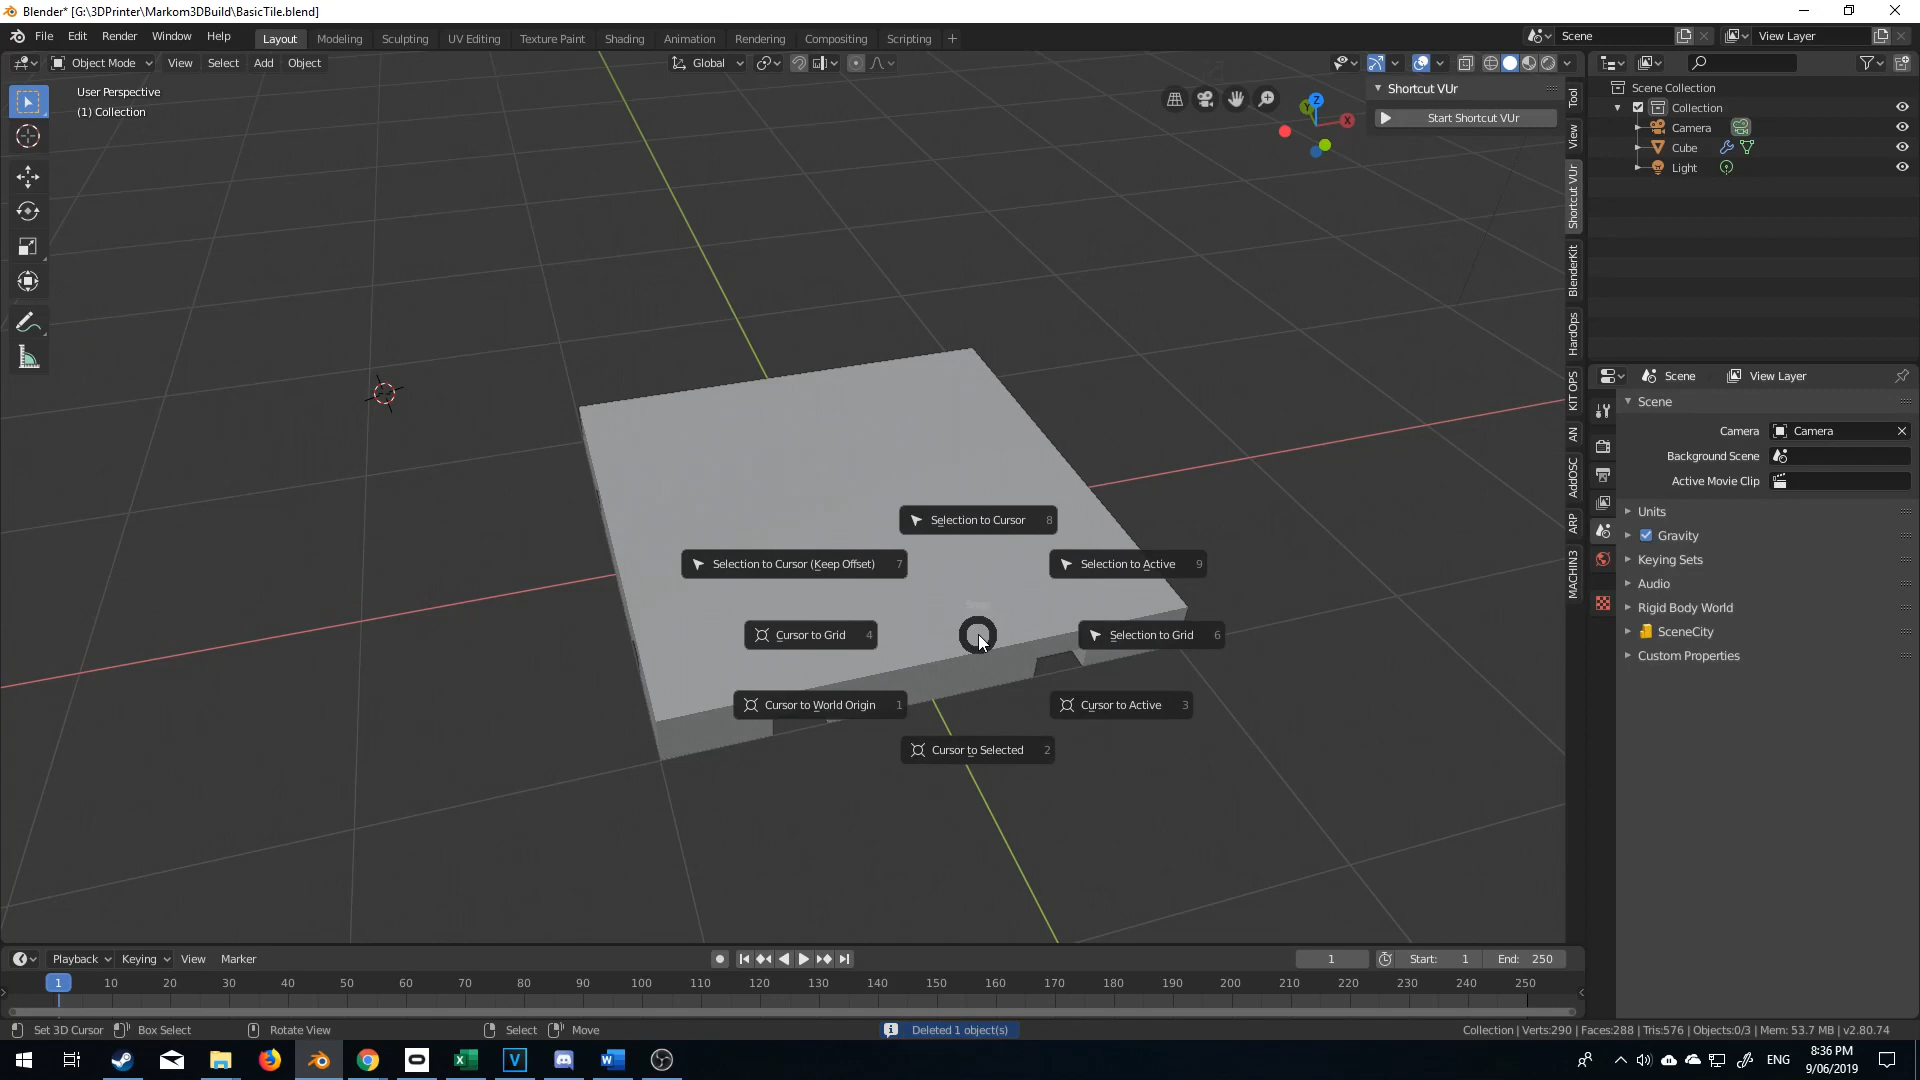 Blender* [G:\3DPrinter\Markom3DBuild\BasicTile.blend]
File Edit Render Window Help
Layout Modeling Sculpting UV Editing Texture Paint Shading Animation Rendering Compositing Scripting +
Scene
View Layer
Object Mode View Select Add Object
Global
User Perspective
(1) Collection
Z
Y
X
Shortcut VUr
Start Shortcut VUr
Tool
View
Shortcut VUr
BlenderKit
HardOps
KIT OPS
AN
AddOSC
ARP
MACHIN3
Scene Collection
Collection
Camera
Cube
Light
Scene View Layer
Scene
Camera Camera
Background Scene
Active Movie Clip
Units
Gravity
Keying Sets
Audio
Rigid Body World
SceneCity
Custom Properties
Selection to Cursor 8
Selection to Cursor (Keep Offset) 7
Selection to Active 9
Cursor to Grid 4
Selection to Grid 6
Cursor to World Origin 1
Cursor to Active 3
Cursor to Selected 2
Playback Keying View Marker
1 Start: 1 End: 250
1 10 20 30 40 50 60 70 80 90 100 110 120 130 140 150 160 170 180 190 200 210 220 230 240 250
Set 3D Cursor Box Select Rotate View Select Move
Deleted 1 object(s)
Collection | Verts:290 | Faces:288 | Tris:576 | Objects:0/3 | Mem: 53.7 MB | v2.80.74
ENG
8:36 PM
9/06/2019